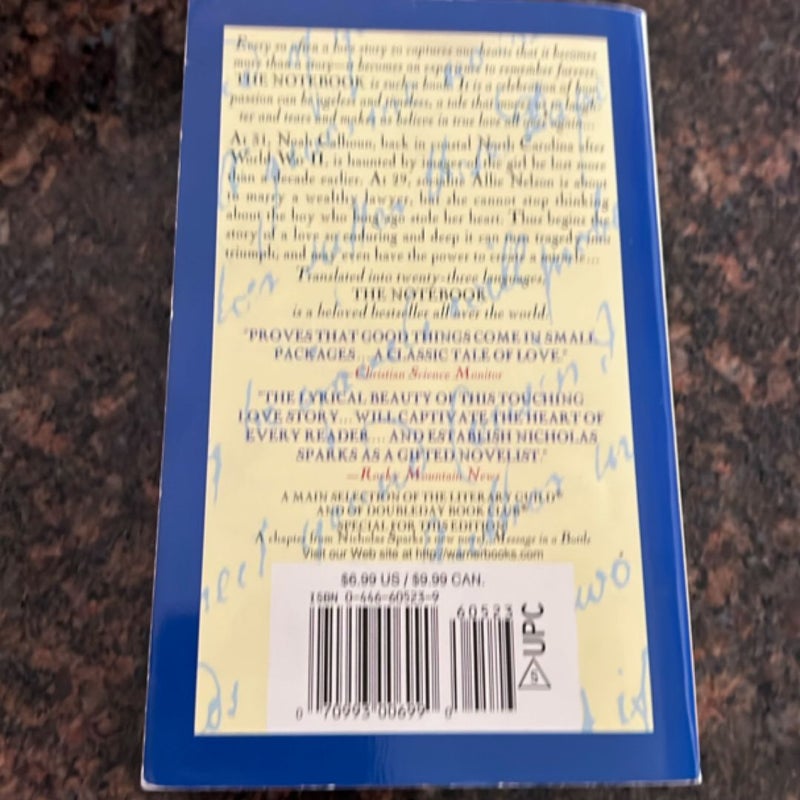 Every so often a love story so captures our hearts that it becomes
more than a story—it becomes an experience to remember forever.
THE NOTEBOOK is such a book. It is a celebration of how
passion can be ageless and timeless, a tale that moves us to laugh-
ter and tears and makes us believe in true love all over again...
At 31, Noah Calhoun, back in coastal North Carolina after
World War II, is haunted by images of the girl he lost more
than a decade earlier. At 29, socialite Allie Nelson is about
to marry a wealthy lawyer, but she cannot stop thinking
about the boy who long ago stole her heart. Thus begins the
story of a love so enduring and deep it can turn tragedy into
triumph, and may even have the power to create a miracle...
Translated into twenty-three languages,
THE NOTEBOOK
is a beloved bestseller all over the world.
"PROVES THAT GOOD THINGS COME IN SMALL
PACKAGES...A CLASSIC TALE OF LOVE."
—Christian Science Monitor
"THE LYRICAL BEAUTY OF THIS TOUCHING
LOVE STORY...WILL CAPTIVATE THE HEART OF
EVERY READER...AND ESTABLISH NICHOLAS
SPARKS AS A GIFTED NOVELIST."
—Rocky Mountain News
A MAIN SELECTION OF THE LITERARY GUILD®
AND OF DOUBLEDAY BOOK CLUB®
SPECIAL FOR THIS EDITION:
A chapter from Nicholas Sparks's new novel, Message in a Bottle
Visit our Web site at http://warnerbooks.com
$6.99 US / $9.99 CAN.
ISBN 0-446-60523-9
60523
UPC
0 70993 00699 0